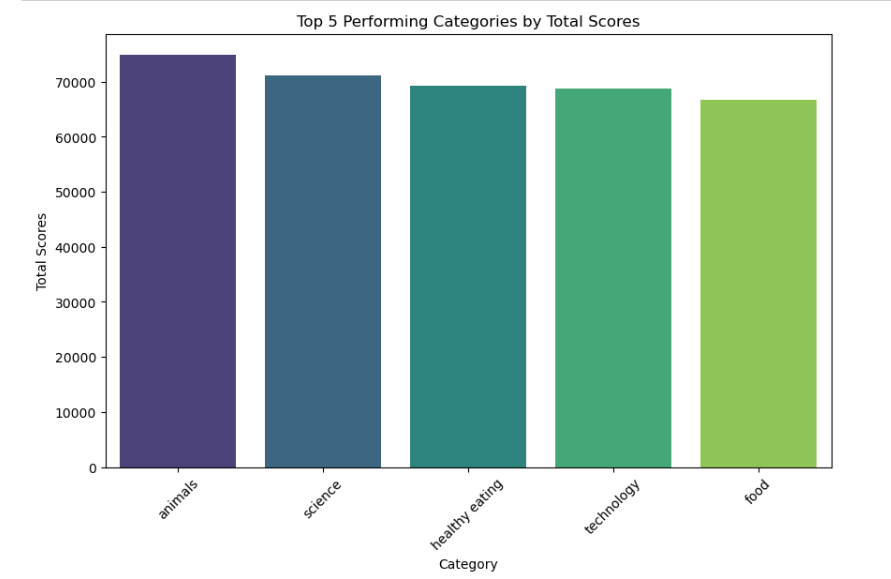 Top 5 Performing Categories by Total Scores
Total Scores
70000
60000
50000
40000
30000
20000
10000
0
animals
science
healthy eating
technology
food
Category